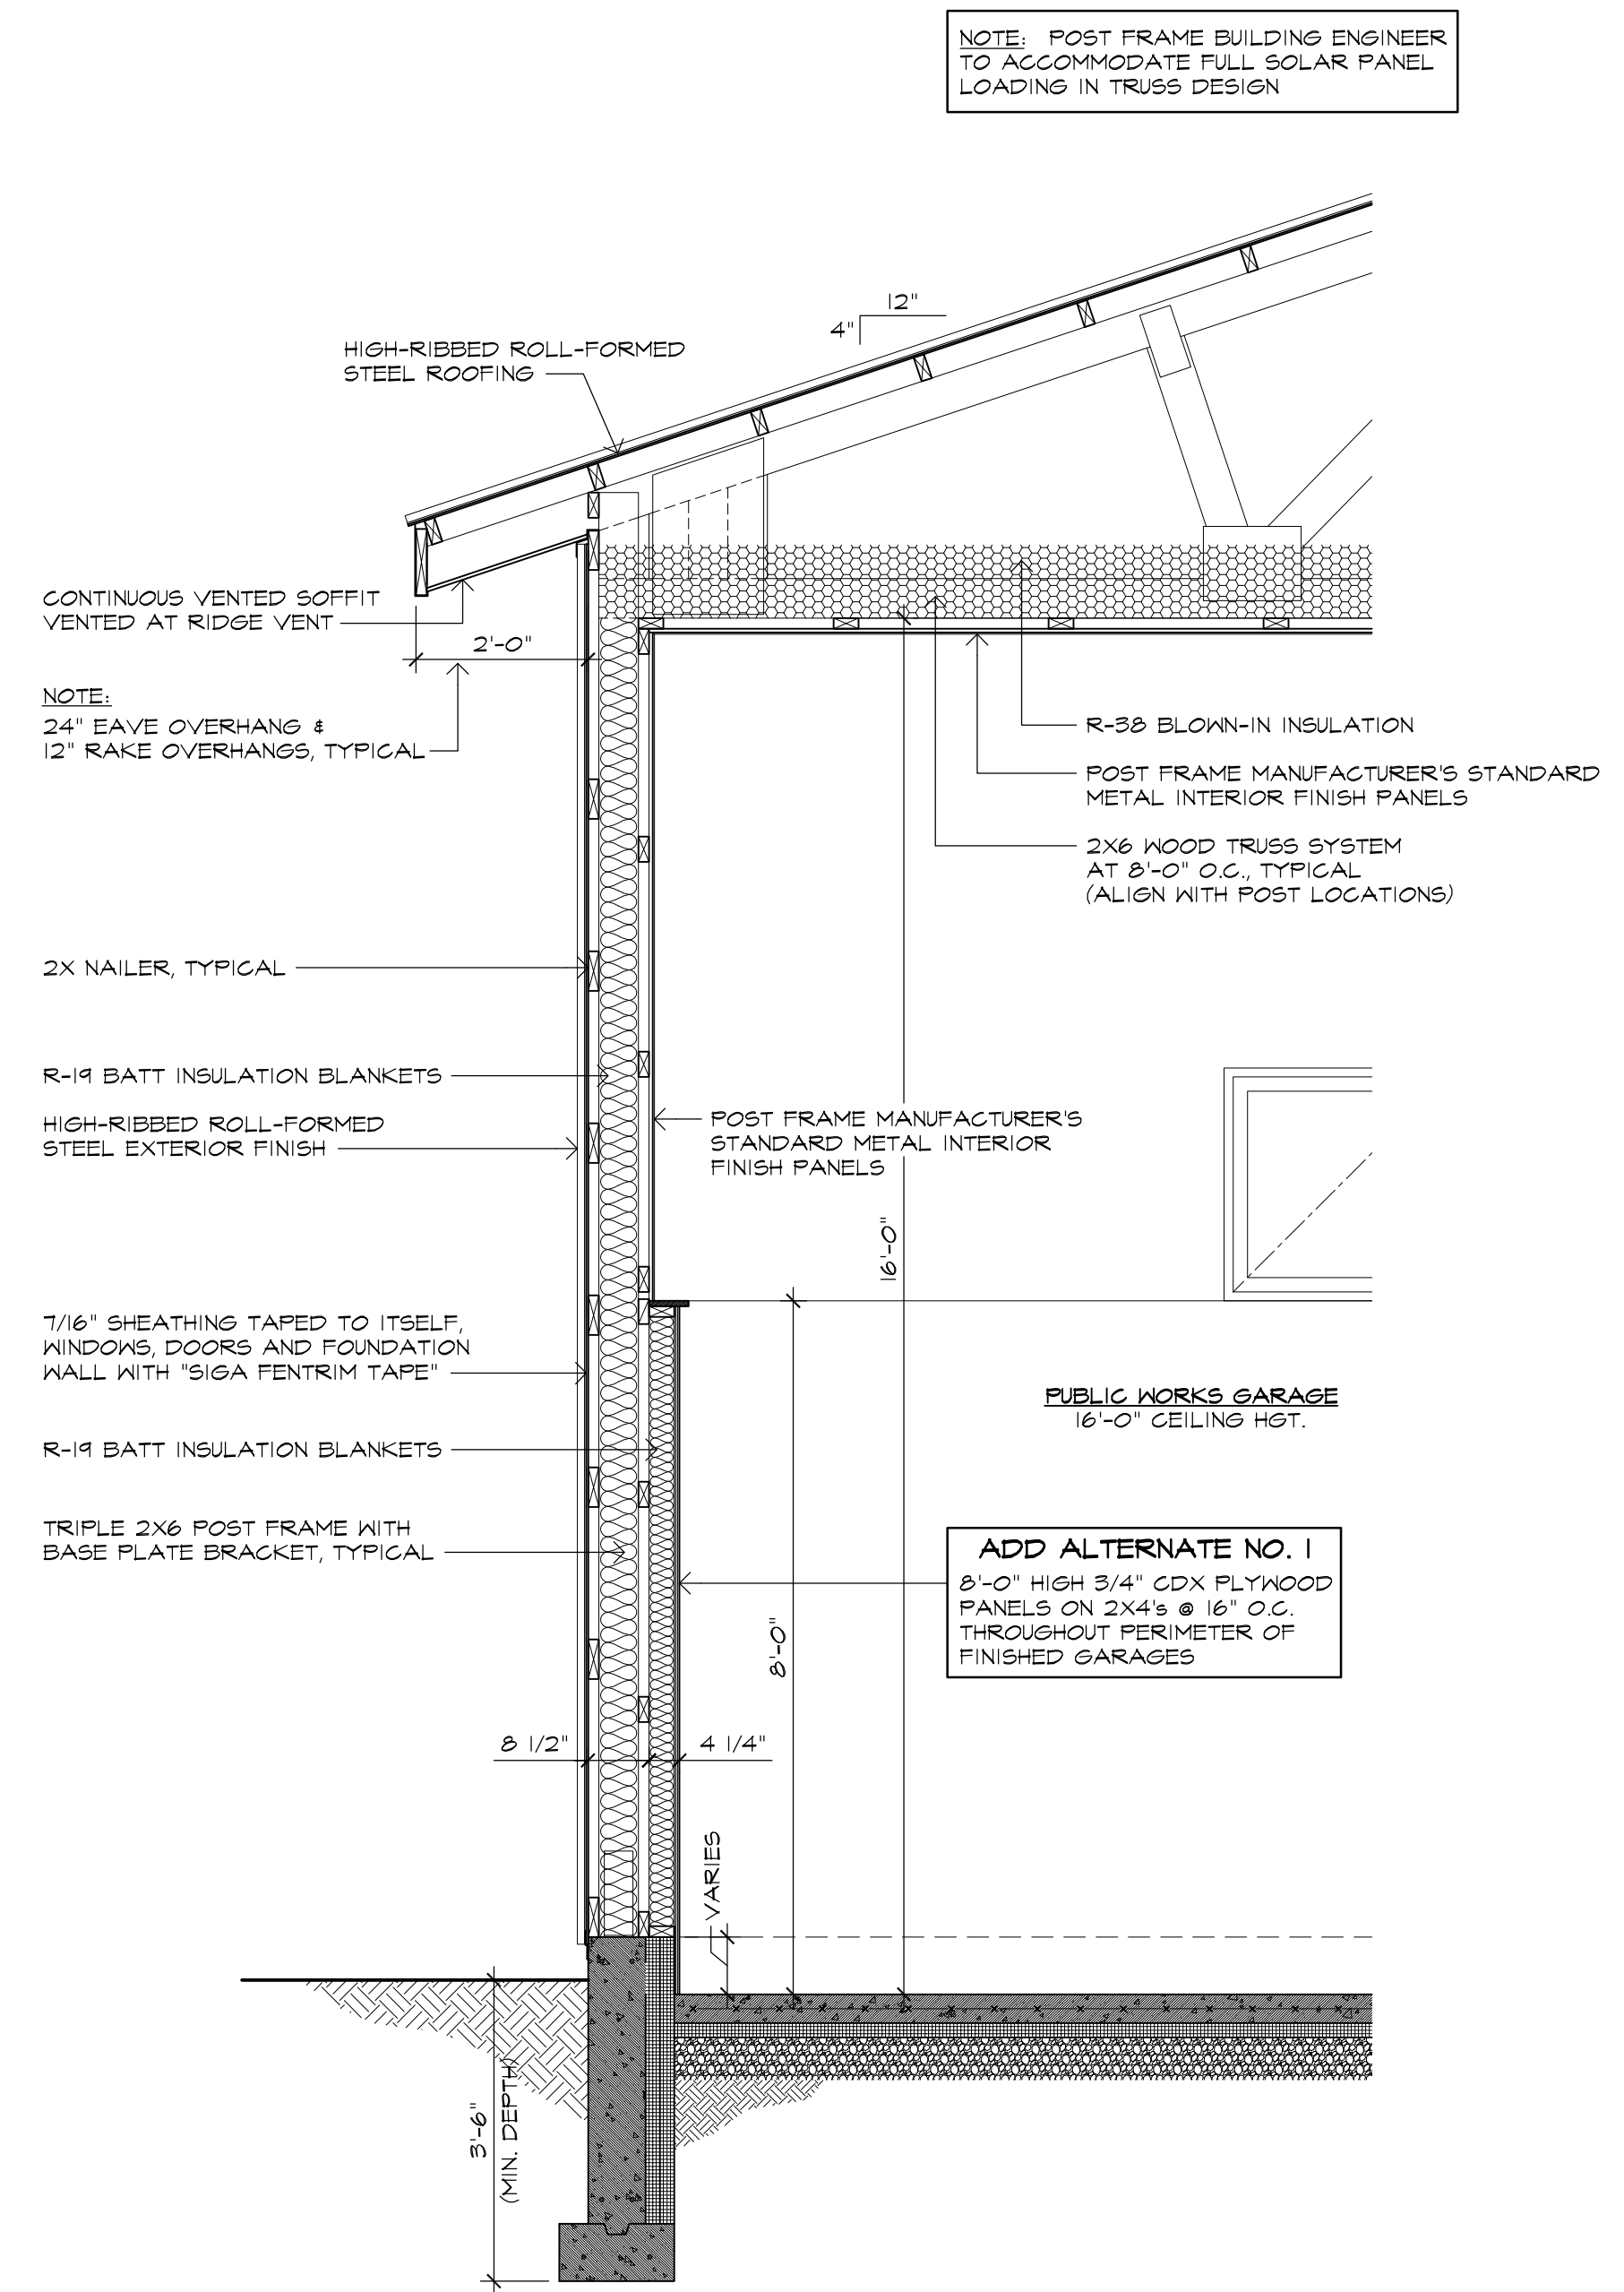 NOTE: POST FRAME BUILDING ENGINEER
TO ACCOMMODATE FULL SOLAR PANEL
LOADING IN TRUSS DESIGN
12"
4"
HIGH-RIBBED ROLL-FORMED
STEEL ROOFING
CONTINUOUS VENTED SOFFIT
VENTED AT RIDGE VENT
2'-0"
NOTE:
24" EAVE OVERHANG &
12" RAKE OVERHANGS, TYPICAL
R-38 BLOWN-IN INSULATION
POST FRAME MANUFACTURER'S STANDARD
METAL INTERIOR FINISH PANELS
2X6 WOOD TRUSS SYSTEM
AT 8'-0" O.C., TYPICAL
(ALIGN WITH POST LOCATIONS)
2X NAILER, TYPICAL
R-19 BATT INSULATION BLANKETS
HIGH-RIBBED ROLL-FORMED
STEEL EXTERIOR FINISH
POST FRAME MANUFACTURER'S
STANDARD METAL INTERIOR
FINISH PANELS
16'-0"
7/16" SHEATHING TAPED TO ITSELF,
WINDOWS, DOORS AND FOUNDATION
WALL WITH "SIGA FENTRIM TAPE"
PUBLIC WORKS GARAGE
16'-0" CEILING HGT.
R-19 BATT INSULATION BLANKETS
TRIPLE 2X6 POST FRAME WITH
BASE PLATE BRACKET, TYPICAL
ADD ALTERNATE NO. 1
8'-0" HIGH 3/4" CDX PLYWOOD
PANELS ON 2X4's @ 16" O.C.
THROUGHOUT PERIMETER OF
FINISHED GARAGES
8'-0"
8 1/2"
4 1/4"
VARIES
3'-6"
(MIN. DEPTH)